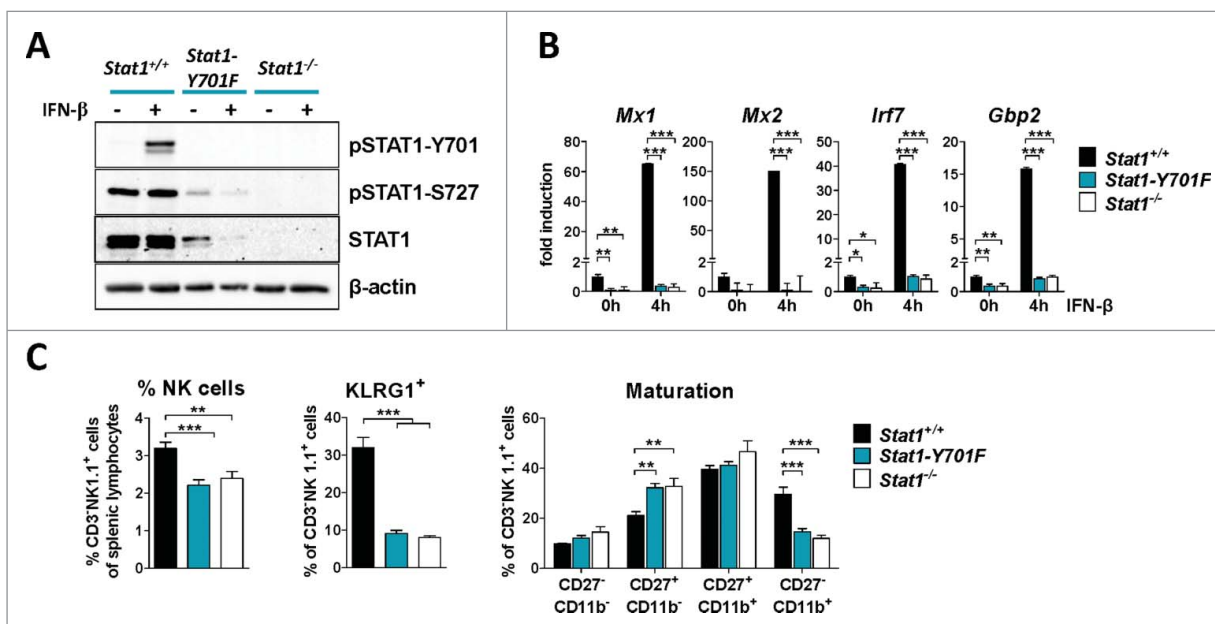 A
Stat1+/+
Stat1-
Y701F
Stat1-/-
IFN-β - + - + - +
pSTAT1-Y701
pSTAT1-S727
STAT1
β-actin
B
Mx1 Mx2 Irf7 Gbp2
fold induction
80 60 40 20 2 0
200 150 100 50 2 0
50 40 30 20 10 2 0
20 15 10 5 2 0
** ** *** ***
*** ***
* * *** ***
** ** *** ***
0h 4h 0h 4h 0h 4h 0h 4h IFN-β
Stat1+/+
Stat1-Y701F
Stat1-/-
C
% NK cells
% CD3-NK1.1+ cells
of splenic lymphocytes
4 3 2 1 0
**
***
KLRG1+
% of CD3-NK 1.1+ cells
40 30 20 10 0
***
Maturation
% of CD3-NK 1.1+ cells
60 40 20 0
** ***
** ***
CD27- CD27+ CD27+ CD27-
CD11b- CD11b- CD11b+ CD11b+
Stat1+/+
Stat1-Y701F
Stat1-/-